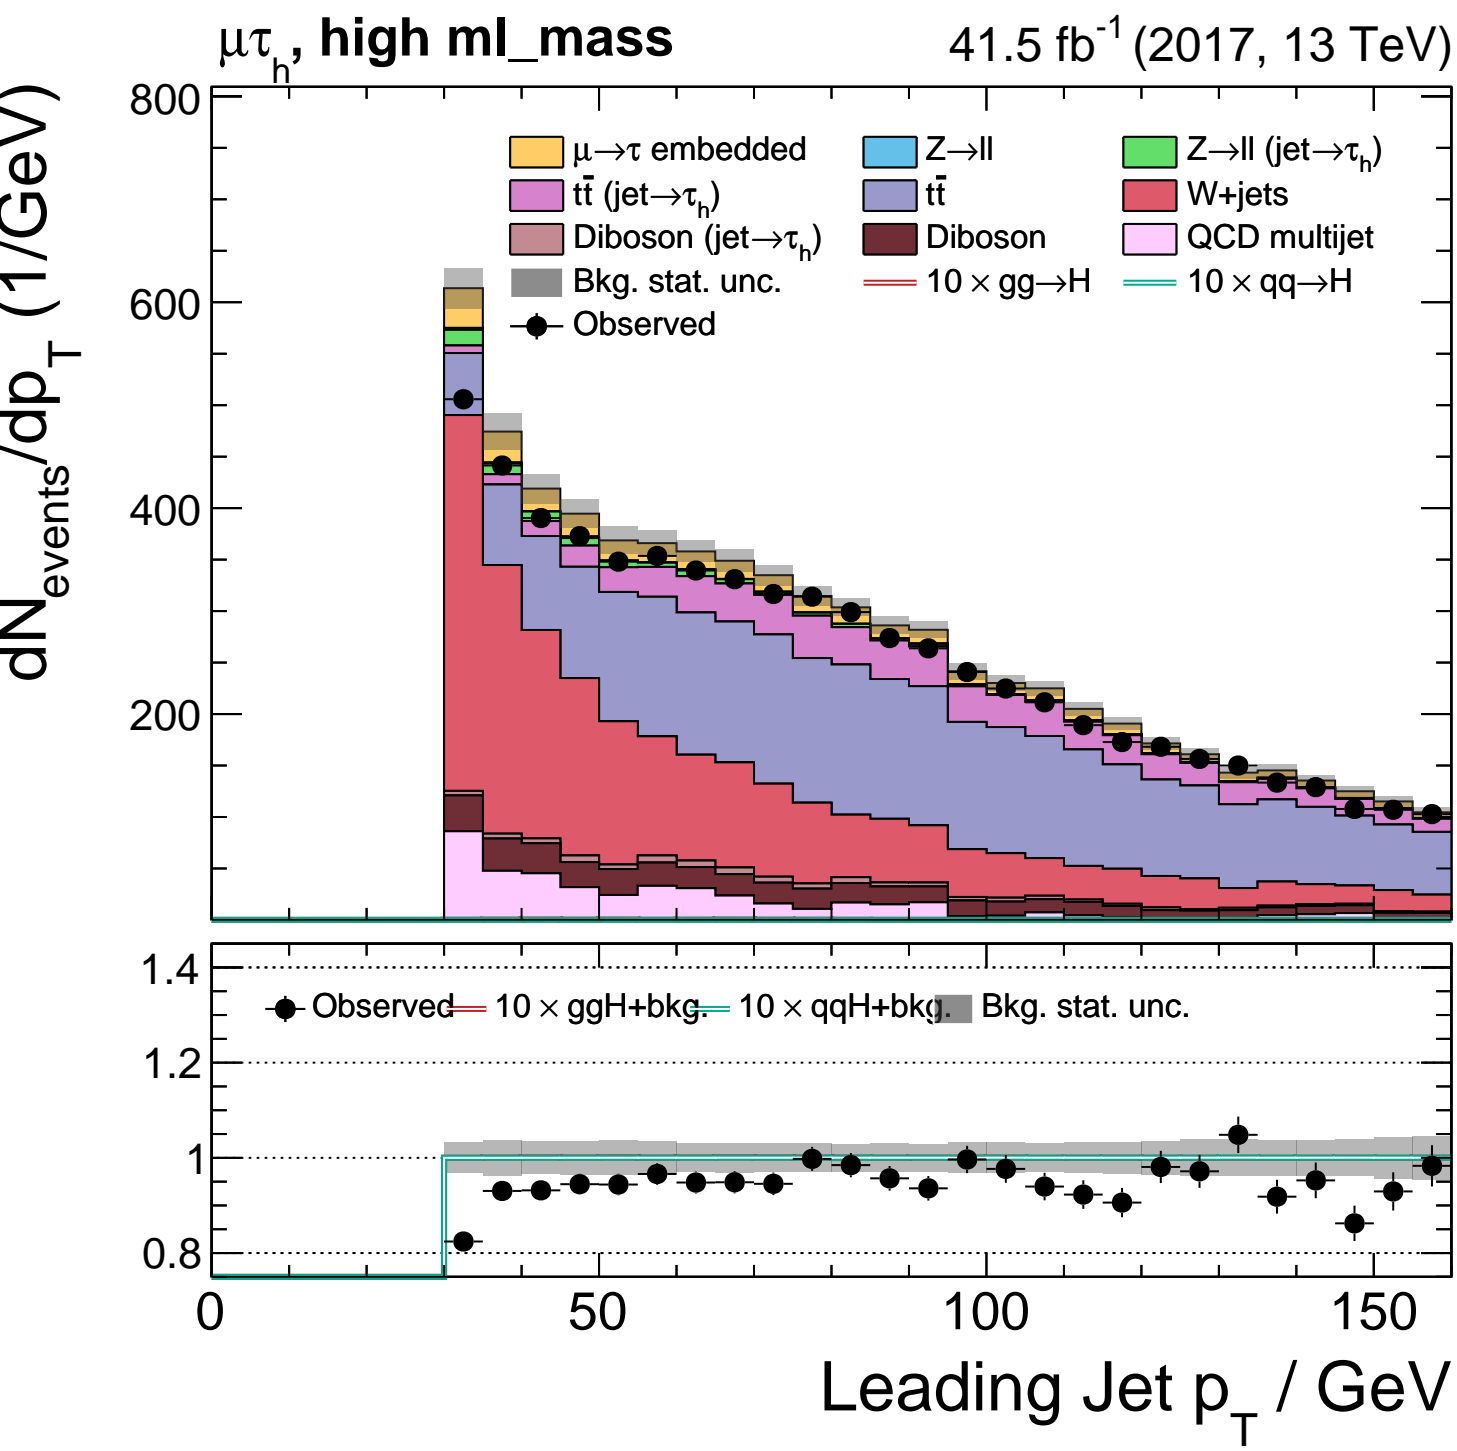 μτh, high ml_mass 41.5 fb-1 (2017, 13 TeV)
dNevents/dpT (1/GeV)
800
600
400
200
μ→τ embedded Z→ll Z→ll (jet→τh)
tt̄ (jet→τh) tt̄ W+jets
Diboson (jet→τh) Diboson QCD multijet
Bkg. stat. unc. 10 × gg→H 10 × qq→H
Observed
1.4
1.2
1
0.8
Observed 10 × ggH+bkg. 10 × qqH+bkg. Bkg. stat. unc.
0 50 100 150
Leading Jet pT / GeV